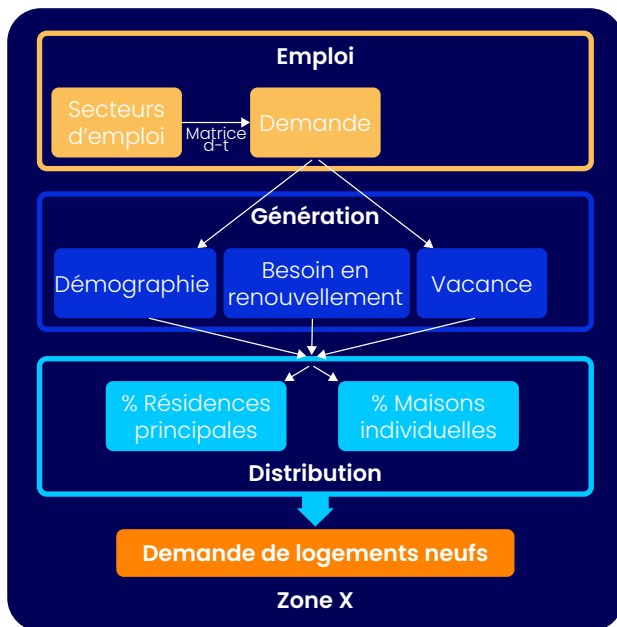 Emploi
Secteurs
d'emploi
Matrice
d-t
Demande
Génération
Démographie
Besoin en
renouvellement
Vacance
% Résidences
principales
% Maisons
individuelles
Distribution
Demande de logements neufs
Zone X